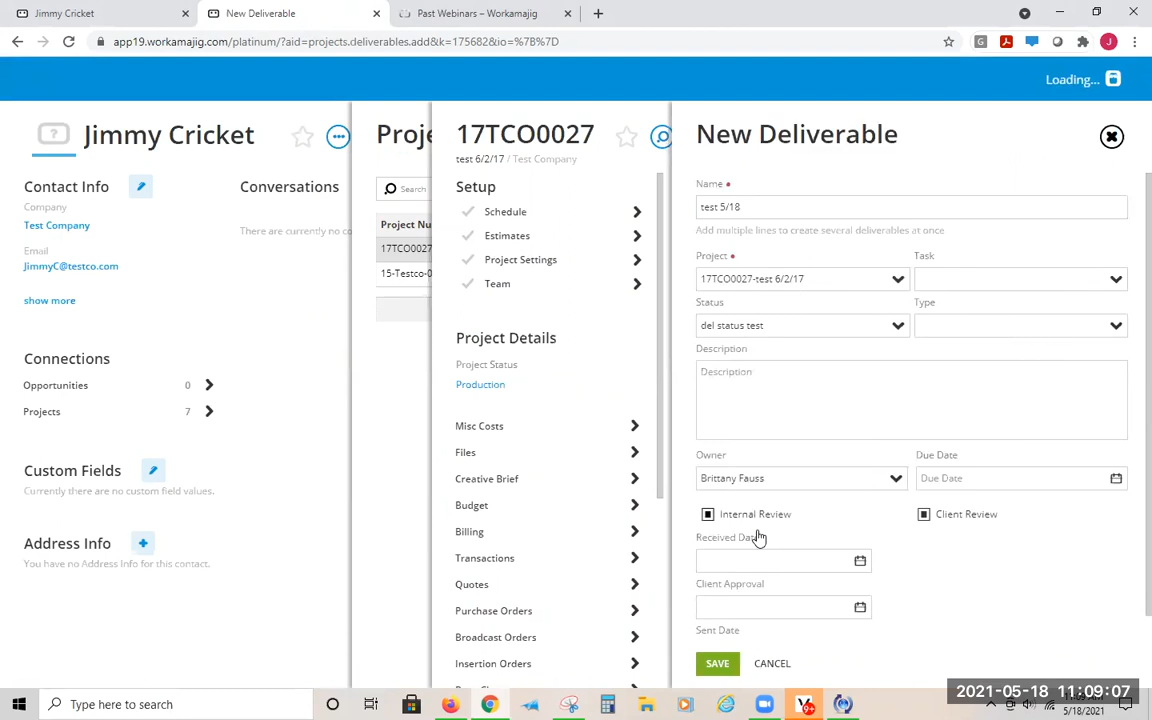 Jimmy Cricket
New Deliverable
Past Webinars – Workamajig
app19.workamajig.com/platinum/?aid=projects.deliverables.add&k=175682&io=%7B%7D
Loading...
Jimmy Cricket
Contact Info
Company
Test Company
Email
JimmyC@testco.com
show more
Conversations
There are currently no co
Connections
Opportunities 0
Projects 7
Custom Fields
Currently there are no custom field values.
Address Info
You have no Address Info for this contact.
Proje
Search
Project Nu
17TCO0027
15-Testco-0
17TCO0027
test 6/2/17 / Test Company
Setup
Schedule
Estimates
Project Settings
Team
Project Details
Project Status
Production
Misc Costs
Files
Creative Brief
Budget
Billing
Transactions
Quotes
Purchase Orders
Broadcast Orders
Insertion Orders
New Deliverable
Name
test 5/18
Add multiple lines to create several deliverables at once
Project Task
17TCO0027-test 6/2/17
Status Type
del status test
Description
Description
Owner Due Date
Brittany Fauss Due Date
Internal Review Client Review
Received Date
Client Approval
Sent Date
SAVE CANCEL
Type here to search
9+
2021-05-18 11:09:07
5/18/2021